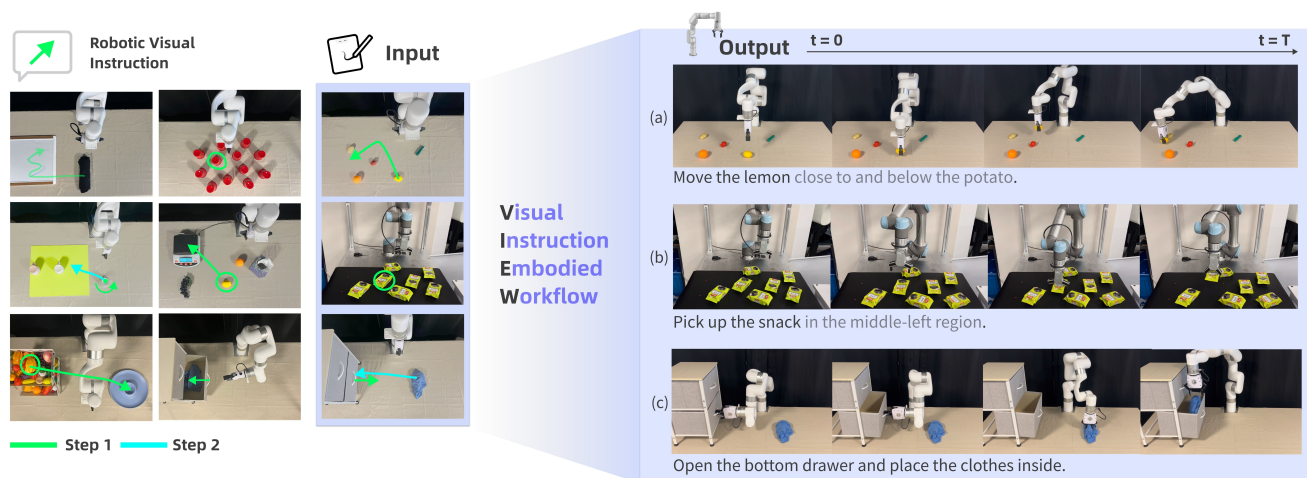 Robotic Visual
Instruction
Input
Output
t = 0
t = T
Visual
Instruction
Embodied
Workflow
(a)
Move the lemon close to and below the potato.
(b)
Pick up the snack in the middle-left region.
(c)
Open the bottom drawer and place the clothes inside.
Step 1
Step 2